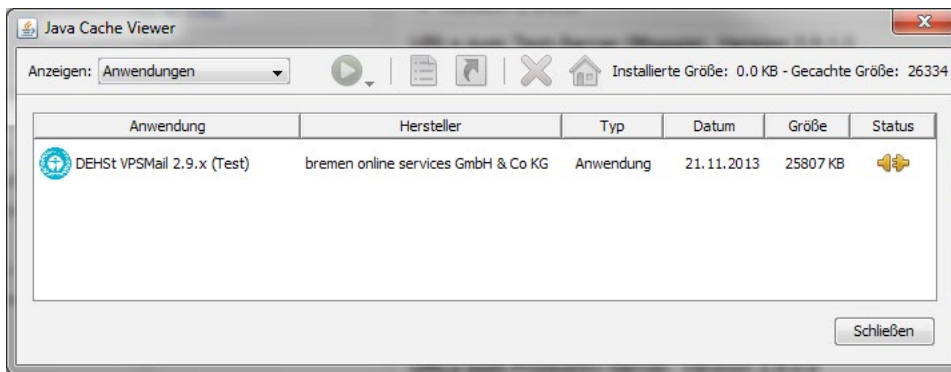 Java Cache Viewer
Anzeigen: Anwendungen Installierte Größe: 0.0 KB - Gecachte Größe: 26334
Anwendung Hersteller Typ Datum Größe Status
DEHSt VPSMail 2.9.x (Test) bremen online services GmbH & Co KG Anwendung 21.11.2013 25807 KB
Schließen